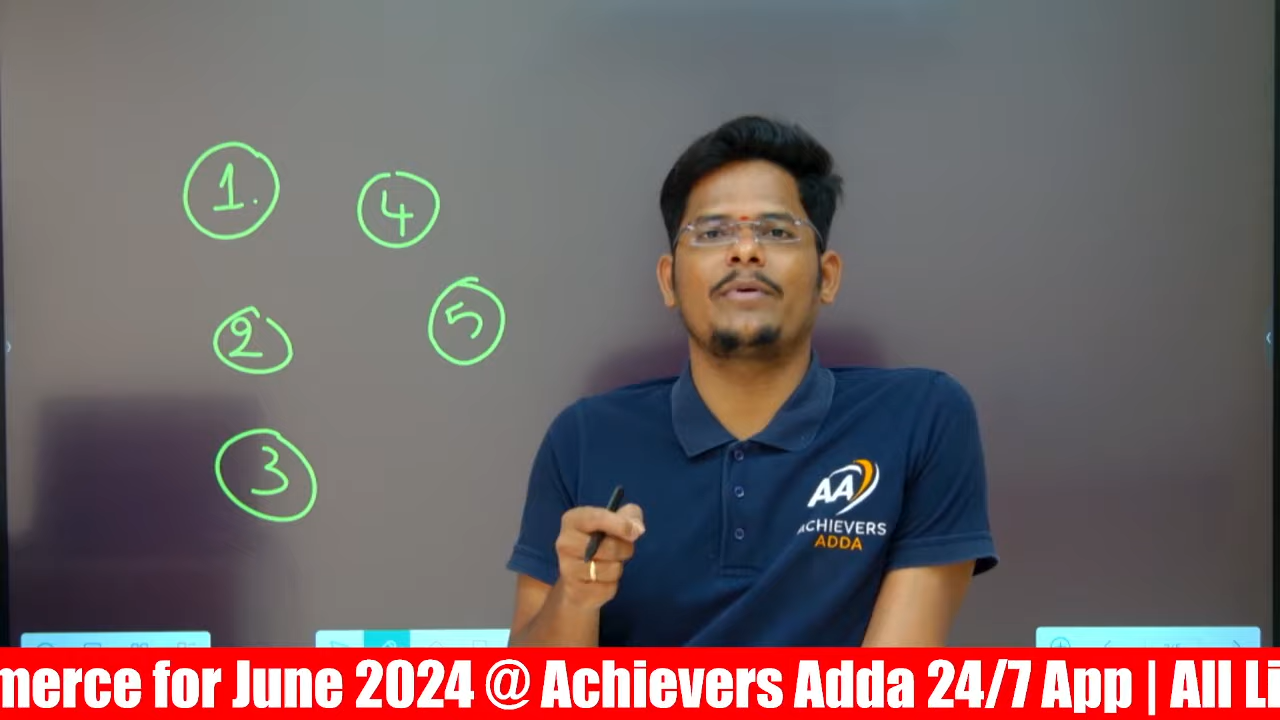 1.
4
2
5
3
AA
ACHIEVERS
ADDA
merce for June 2024 @ Achievers Adda 24/7 App | All Li